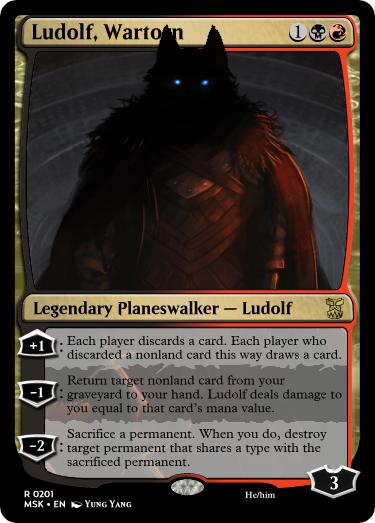 Ludolf, Wartorn 1
Legendary Planeswalker — Ludolf
+1: Each player discards a card. Each player who
discarded a nonland card this way draws a card.
-1: Return target nonland card from your
graveyard to your hand. Ludolf deals damage to
you equal to that card's mana value.
-2: Sacrifice a permanent. When you do, destroy
target permanent that shares a type with the
sacrificed permanent.
3
R 0201
MSK • EN Yung Yang
He/him